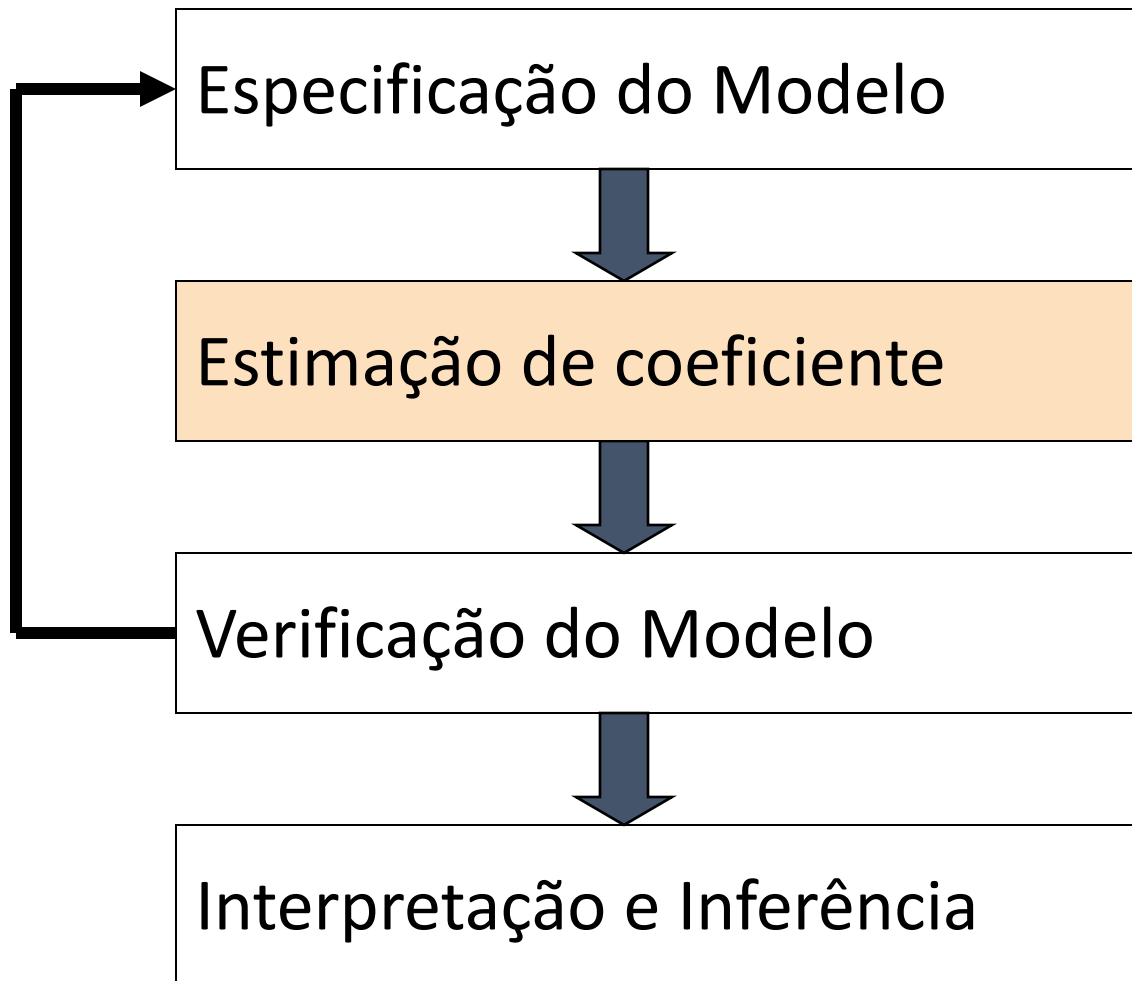 Especificação do Modelo
Estimação de coeficiente
Verificação do Modelo
Interpretação e Inferência